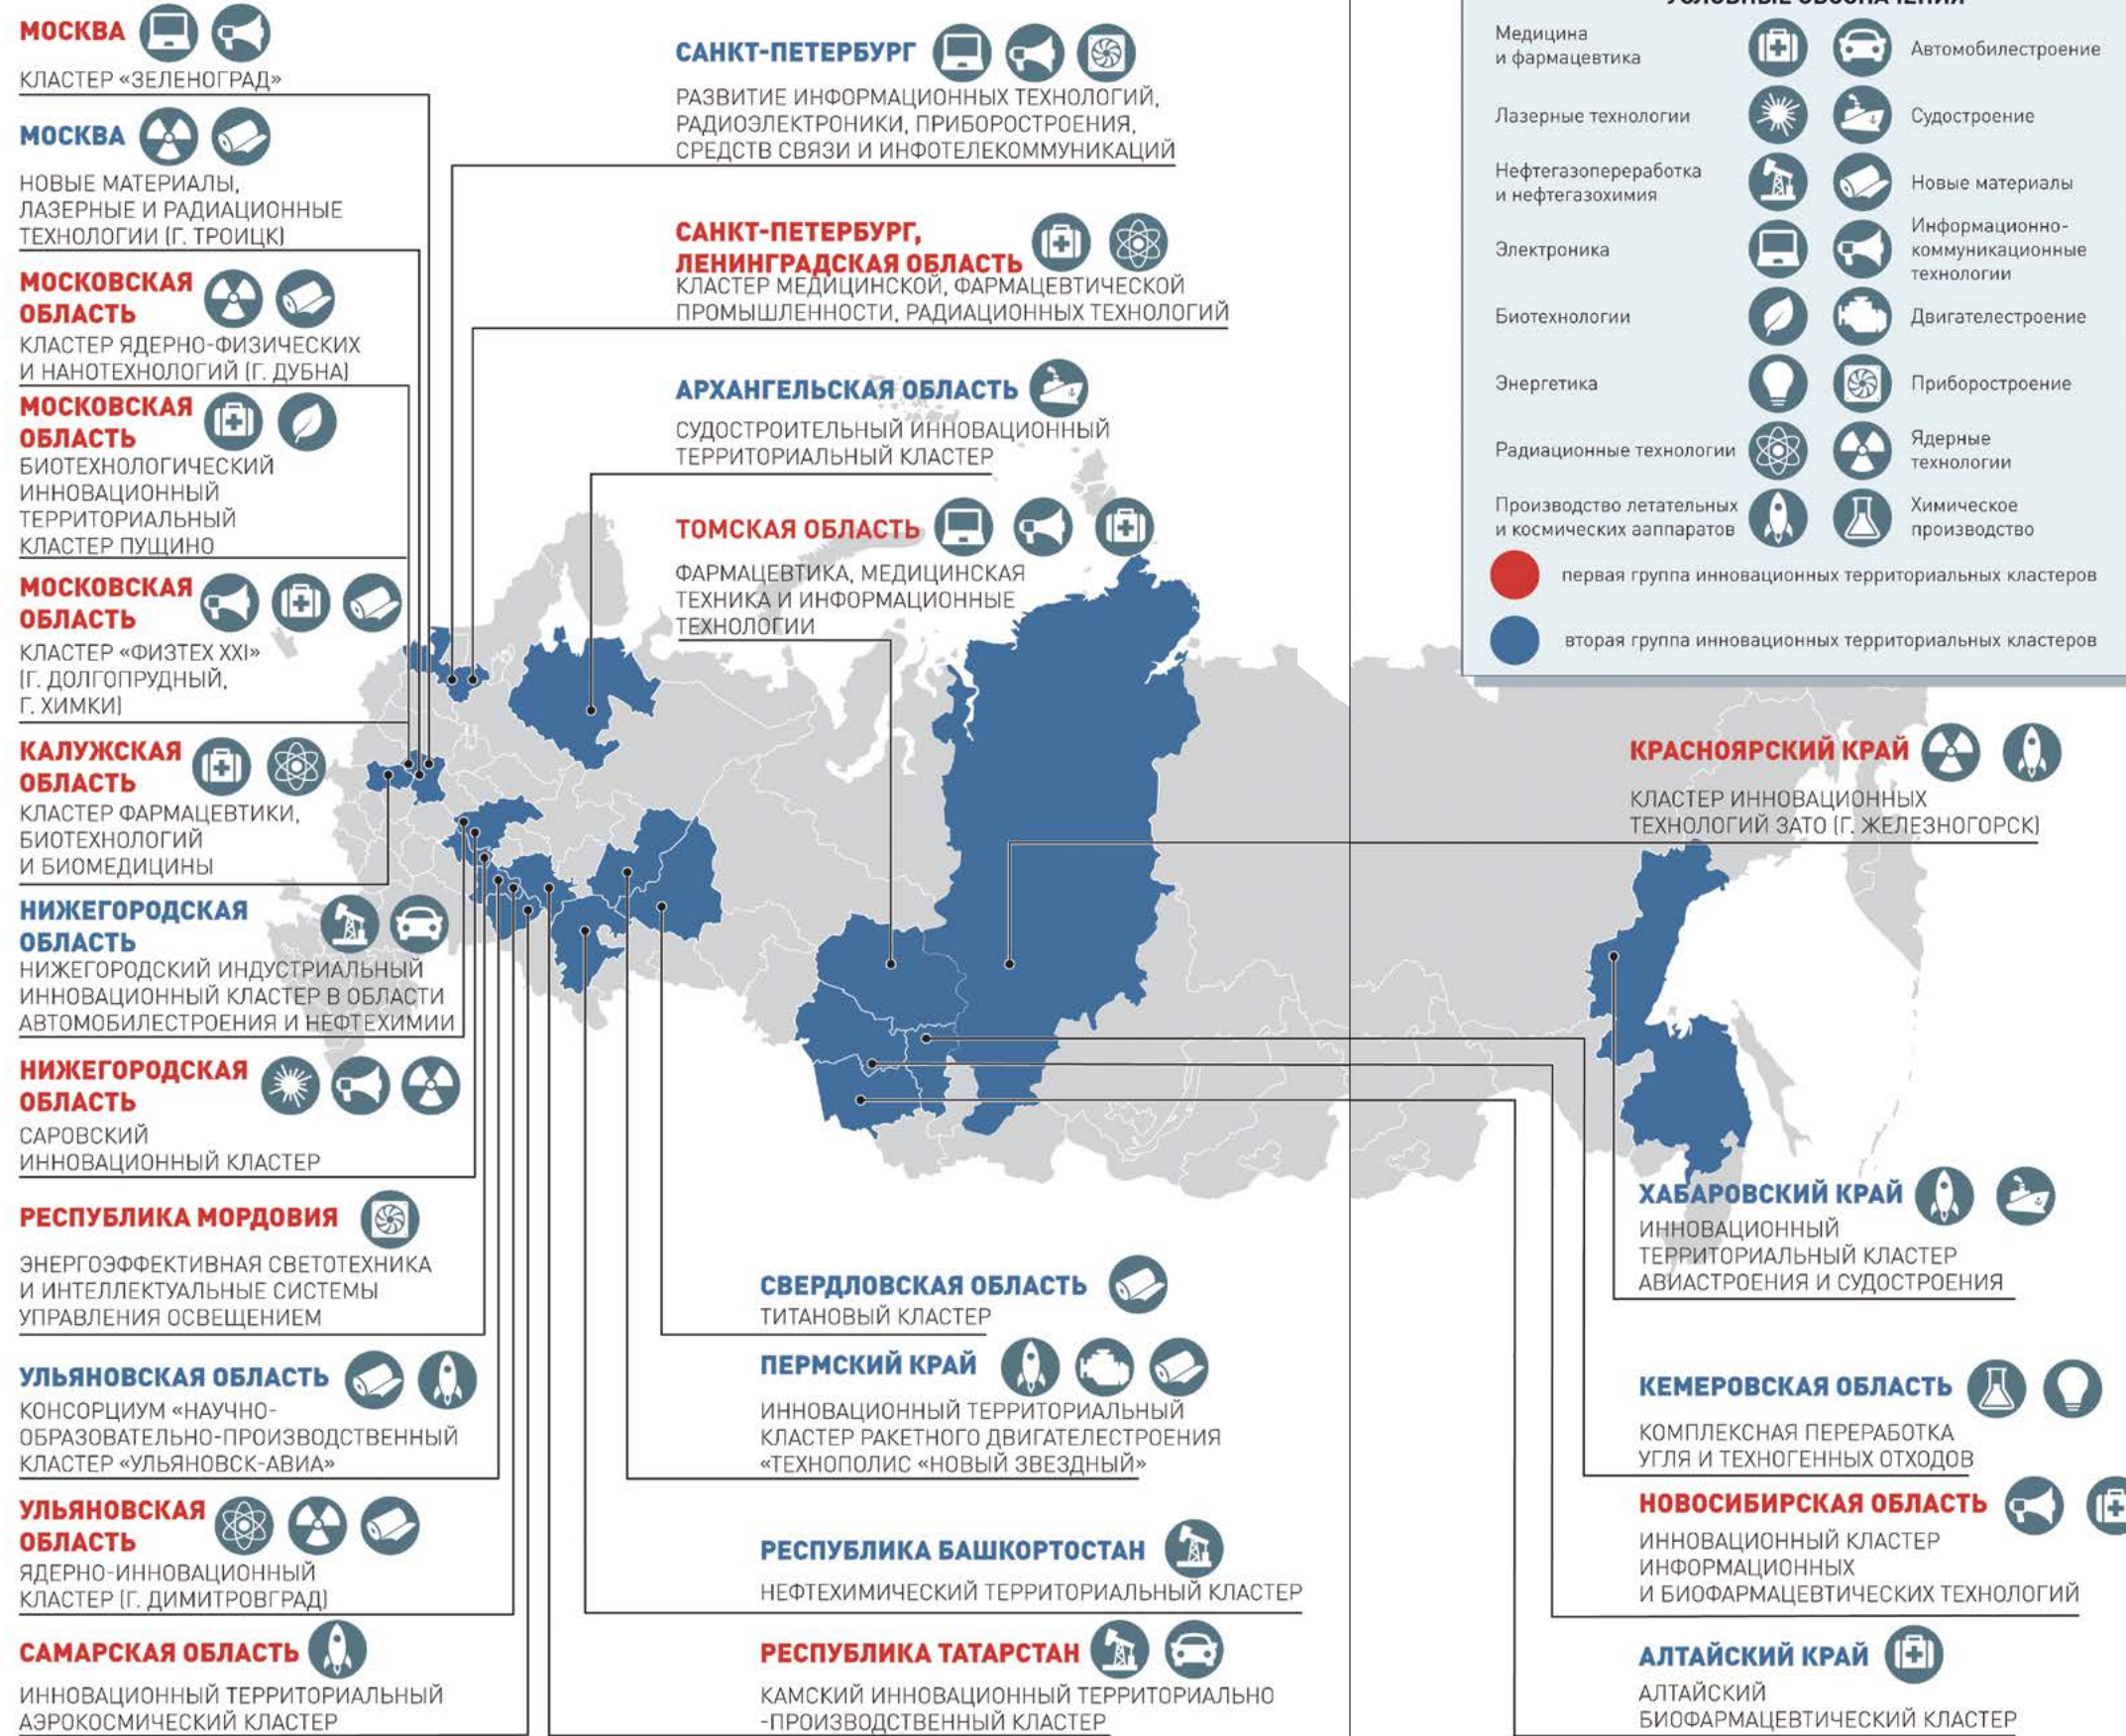 МОСКВА
КЛАСТЕР «ЗЕЛЕНОГРАД»
МОСКВА
НОВЫЕ МАТЕРИАЛЫ,
ЛАЗЕРНЫЕ И РАДИАЦИОННЫЕ
ТЕХНОЛОГИИ (Г. ТРОИЦК)
МОСКОВСКАЯ
ОБЛАСТЬ
КЛАСТЕР ЯДЕРНО-ФИЗИЧЕСКИХ
И НАНОТЕХНОЛОГИЙ (Г. ДУБНА)
МОСКОВСКАЯ
ОБЛАСТЬ
БИОТЕХНОЛОГИЧЕСКИЙ
ИННОВАЦИОННЫЙ
ТЕРРИТОРИАЛЬНЫЙ
КЛАСТЕР ПУЩИНО
МОСКОВСКАЯ
ОБЛАСТЬ
КЛАСТЕР «ФИЗТЕХ XXI»
(Г. ДОЛГОПРУДНЫЙ,
Г. ХИМКИ)
КАЛУЖСКАЯ
ОБЛАСТЬ
КЛАСТЕР ФАРМАЦЕВТИКИ,
БИОТЕХНОЛОГИЙ
И БИОМЕДИЦИНЫ
НИЖЕГОРОДСКАЯ
ОБЛАСТЬ
НИЖЕГОРОДСКИЙ ИНДУСТРИАЛЬНЫЙ
ИННОВАЦИОННЫЙ КЛАСТЕР В ОБЛАСТИ
АВТОМОБИЛЕСТРОЕНИЯ И НЕФТЕХИМИИ
НИЖЕГОРОДСКАЯ
ОБЛАСТЬ
САРОВСКИЙ
ИННОВАЦИОННЫЙ КЛАСТЕР
РЕСПУБЛИКА МОРДОВИЯ
ЭНЕРГОЭФФЕКТИВНАЯ СВЕТОТЕХНИКА
И ИНТЕЛЛЕКТУАЛЬНЫЕ СИСТЕМЫ
УПРАВЛЕНИЯ ОСВЕЩЕНИЕМ
УЛЬЯНОВСКАЯ ОБЛАСТЬ
КОНСОРЦИУМ «НАУЧНО-
ОБРАЗОВАТЕЛЬНО-ПРОИЗВОДСТВЕННЫЙ
КЛАСТЕР «УЛЬЯНОВСК-АВИА»
УЛЬЯНОВСКАЯ
ОБЛАСТЬ
ЯДЕРНО-ИННОВАЦИОННЫЙ
КЛАСТЕР (Г. ДИМИТРОВГРАД)
САМАРСКАЯ ОБЛАСТЬ
ИННОВАЦИОННЫЙ ТЕРРИТОРИАЛЬНЫЙ
АЭРОКОСМИЧЕСКИЙ КЛАСТЕР
САНКТ-ПЕТЕРБУРГ
РАЗВИТИЕ ИНФОРМАЦИОННЫХ ТЕХНОЛОГИЙ,
РАДИОЭЛЕКТРОНИКИ, ПРИБОРОСТРОЕНИЯ,
СРЕДСТВ СВЯЗИ И ИНФОТЕЛЕКОММУНИКАЦИЙ
САНКТ-ПЕТЕРБУРГ,
ЛЕНИНГРАДСКАЯ ОБЛАСТЬ
КЛАСТЕР МЕДИЦИНСКОЙ, ФАРМАЦЕВТИЧЕСКОЙ
ПРОМЫШЛЕННОСТИ, РАДИАЦИОННЫХ ТЕХНОЛОГИЙ
АРХАНГЕЛЬСКАЯ ОБЛАСТЬ
СУДОСТРОИТЕЛЬНЫЙ ИННОВАЦИОННЫЙ
ТЕРРИТОРИАЛЬНЫЙ КЛАСТЕР
ТОМСКАЯ ОБЛАСТЬ
ФАРМАЦЕВТИКА, МЕДИЦИНСКАЯ
ТЕХНИКА И ИНФОРМАЦИОННЫЕ
ТЕХНОЛОГИИ
СВЕРДЛОВСКАЯ ОБЛАСТЬ
ТИТАНОВЫЙ КЛАСТЕР
ПЕРМСКИЙ КРАЙ
ИННОВАЦИОННЫЙ ТЕРРИТОРИАЛЬНЫЙ
КЛАСТЕР РАКЕТНОГО ДВИГАТЕЛЕСТРОЕНИЯ
«ТЕХНОПОЛИС «НОВЫЙ ЗВЕЗДНЫЙ»
РЕСПУБЛИКА БАШКОРТОСТАН
НЕФТЕХИМИЧЕСКИЙ ТЕРРИТОРИАЛЬНЫЙ КЛАСТЕР
РЕСПУБЛИКА ТАТАРСТАН
КАМСКИЙ ИННОВАЦИОННЫЙ ТЕРРИТОРИАЛЬНО
-ПРОИЗВОДСТВЕННЫЙ КЛАСТЕР
УСЛОВНЫЕ ОБОЗНАЧЕНИЯ
Медицина
и фармацевтика
Автомобилестроение
Лазерные технологии
Судостроение
Нефтегазопереработка
и нефтегазохимия
Новые материалы
Электроника
Информационно-
коммуникационные
технологии
Биотехнологии
Двигателестроение
Энергетика
Приборостроение
Радиационные технологии
Ядерные
технологии
Производство летательных
и космических ааппаратов
Химическое
производство
первая группа инновационных территориальных кластеров
вторая группа инновационных территориальных кластеров
КРАСНОЯРСКИЙ КРАЙ
КЛАСТЕР ИННОВАЦИОННЫХ
ТЕХНОЛОГИЙ ЗАТО (Г. ЖЕЛЕЗНОГОРСК)
ХАБАРОВСКИЙ КРАЙ
ИННОВАЦИОННЫЙ
ТЕРРИТОРИАЛЬНЫЙ КЛАСТЕР
АВИАСТРОЕНИЯ И СУДОСТРОЕНИЯ
КЕМЕРОВСКАЯ ОБЛАСТЬ
КОМПЛЕКСНАЯ ПЕРЕРАБОТКА
УГЛЯ И ТЕХНОГЕННЫХ ОТХОДОВ
НОВОСИБИРСКАЯ ОБЛАСТЬ
ИННОВАЦИОННЫЙ КЛАСТЕР
ИНФОРМАЦИОННЫХ
И БИОФАРМАЦЕВТИЧЕСКИХ ТЕХНОЛОГИЙ
АЛТАЙСКИЙ КРАЙ
АЛТАЙСКИЙ
БИОФАРМАЦЕВТИЧЕСКИЙ КЛАСТЕР